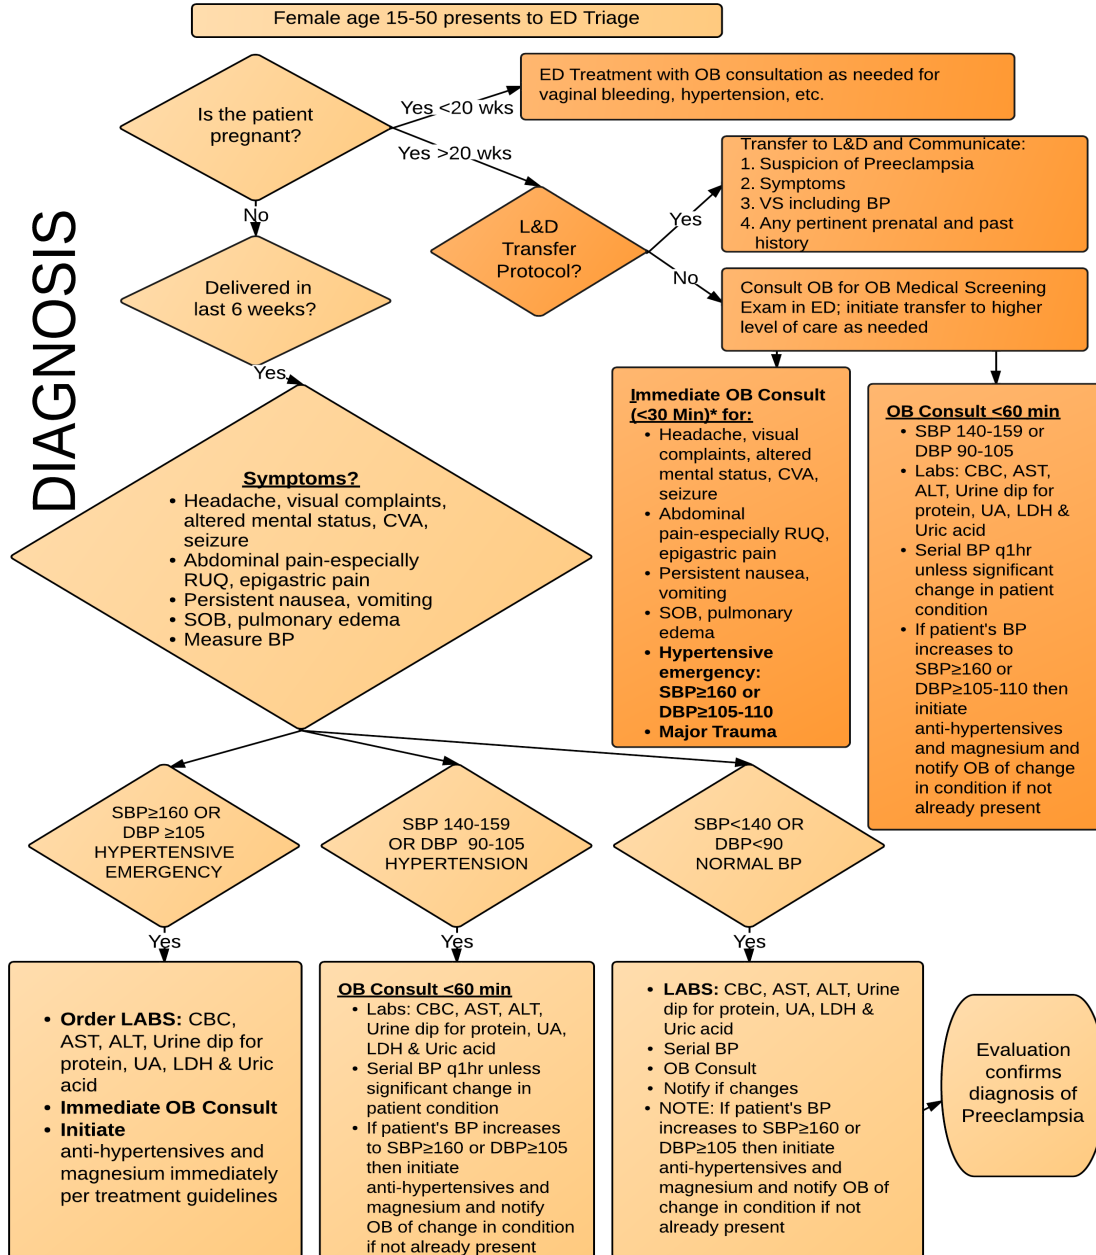 Female age 15-50 presents to ED Triage
Is the patient
pregnant?
Yes <20 wks
ED Treatment with OB consultation as needed for
vaginal bleeding, hypertension, etc.
Yes >20 wks
L&D
Transfer
Protocol?
Yes
Transfer to L&D and Communicate:
1. Suspicion of Preeclampsia
2. Symptoms
3. VS including BP
4. Any pertinent prenatal and past
history
No
Consult OB for OB Medical Screening
Exam in ED; initiate transfer to higher
level of care as needed
No
Delivered in
last 6 weeks?
DIAGNOSIS
Yes
Symptoms?
• Headache, visual complaints,
altered mental status, CVA,
seizure
• Abdominal pain-especially
RUQ, epigastric pain
• Persistent nausea, vomiting
• SOB, pulmonary edema
• Measure BP
Immediate OB Consult
(<30 Min)* for:
• Headache, visual
complaints, altered
mental status, CVA,
seizure
• Abdominal
pain-especially RUQ,
epigastric pain
• Persistent nausea,
vomiting
• SOB, pulmonary
edema
• Hypertensive
emergency:
SBP≥160 or
DBP≥105-110
• Major Trauma
OB Consult <60 min
• SBP 140-159 or
DBP 90-105
• Labs: CBC, AST,
ALT, Urine dip for
protein, UA, LDH &
Uric acid
• Serial BP q1hr
unless significant
change in patient
condition
• If patient's BP
increases to
SBP≥160 or
DBP≥105-110 then
initiate
anti-hypertensives
and magnesium and
notify OB of change
in condition if not
already present
SBP≥160 OR
DBP ≥105
HYPERTENSIVE
EMERGENCY
SBP 140-159
OR DBP 90-105
HYPERTENSION
SBP<140 OR
DBP<90
NORMAL BP
Yes
Yes
Yes
• Order LABS: CBC,
AST, ALT, Urine dip for
protein, UA, LDH & Uric
acid
• Immediate OB Consult
• Initiate
anti-hypertensives and
magnesium immediately
per treatment guidelines
OB Consult <60 min
• Labs: CBC, AST, ALT,
Urine dip for protein, UA,
LDH & Uric acid
• Serial BP q1hr unless
significant change in
patient condition
• If patient's BP increases
to SBP≥160 or DBP≥105
then initiate
anti-hypertensives and
magnesium and notify
OB of change in condition
if not already present
• LABS: CBC, AST, ALT, Urine
dip for protein, UA, LDH &
Uric acid
• Serial BP
• OB Consult
• Notify if changes
• NOTE: If patient's BP
increases to SBP≥160 or
DBP≥105 then initiate
anti-hypertensives and
magnesium and notify OB of
change in condition if not
already present
Evaluation
confirms
diagnosis of
Preeclampsia